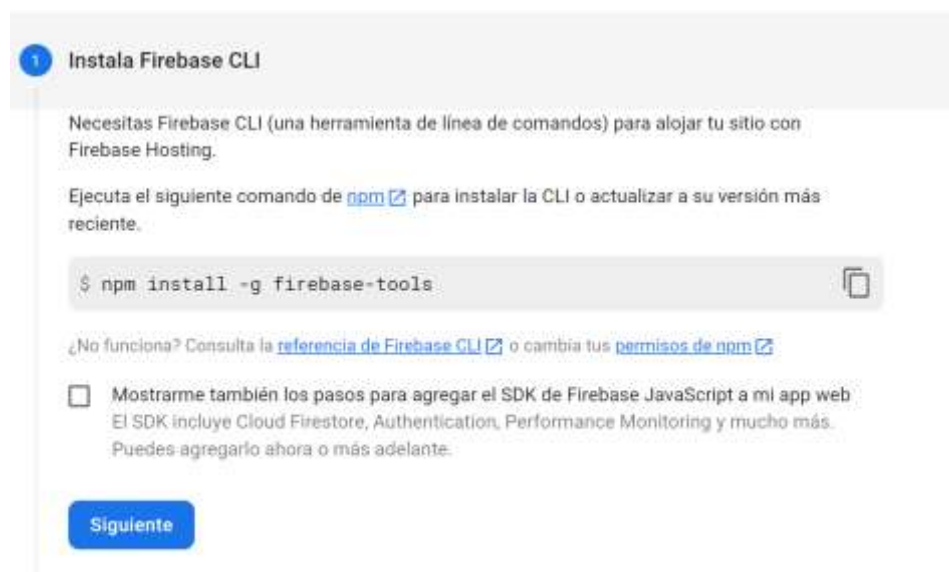 1 Instala Firebase CLI
Necesitas Firebase CLI (una herramienta de línea de comandos) para alojar tu sitio con
Firebase Hosting.
Ejecuta el siguiente comando de npm para instalar la CLI o actualizar a su versión más
reciente.
$ npm install -g firebase-tools
¿No funciona? Consulta la referencia de Firebase CLI o cambia tus permisos de npm
Mostrarme también los pasos para agregar el SDK de Firebase JavaScript a mi app web
El SDK incluye Cloud Firestore, Authentication, Performance Monitoring y mucho más.
Puedes agregarlo ahora o más adelante.
Siguiente